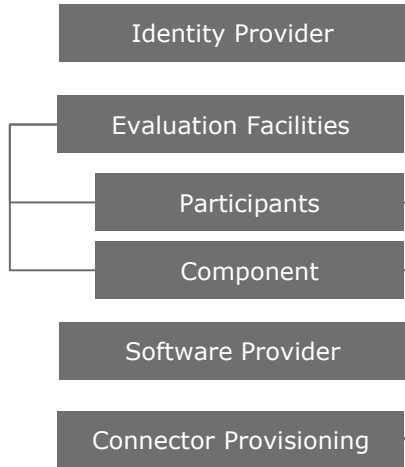 Identity Provider
Evaluation Facilities
Participants
Component
Software Provider
Connector Provisioning